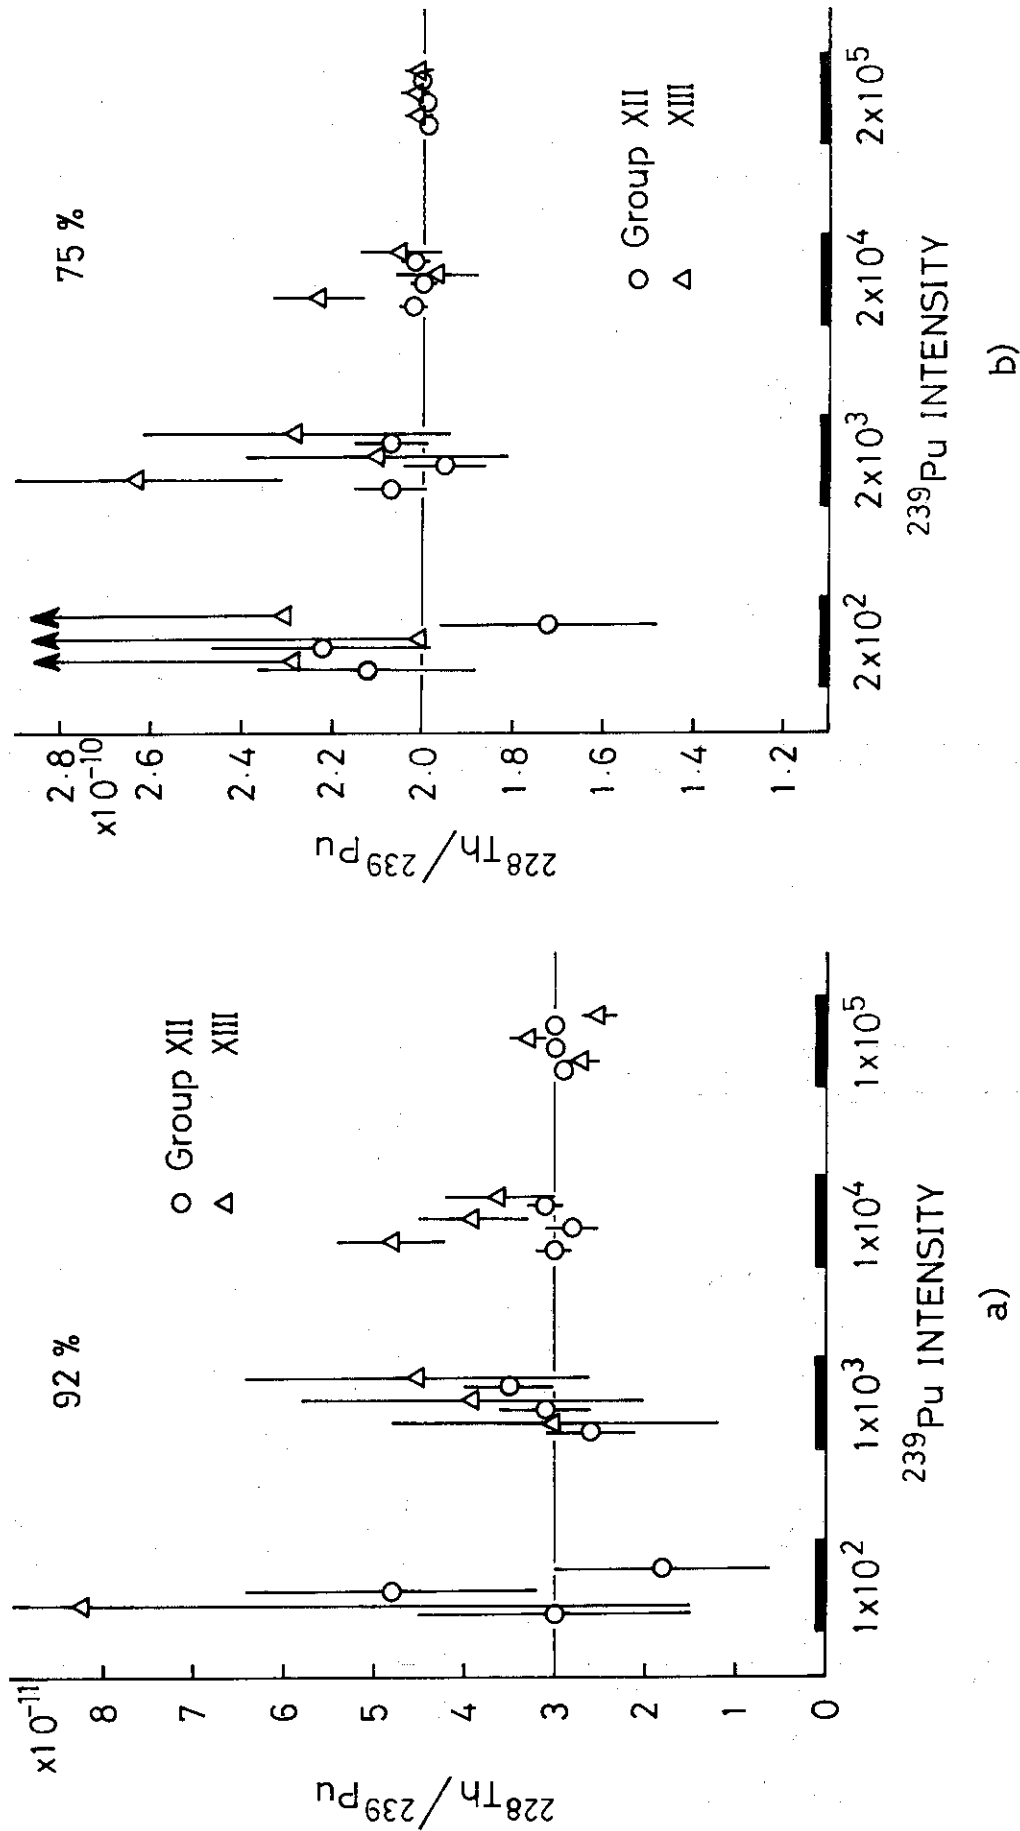 92 %
○ Group XII
△ XIII
x10⁻¹¹
8
7
6
5
4
3
2
1
0
²²⁸Th/²³⁹Pu
1x10² 1x10³ 1x10⁴ 1x10⁵
²³⁹Pu INTENSITY
a)
75 %
2.8
x10⁻¹⁰
2.6
2.4
2.2
2.0
1.8
1.6
1.4
1.2
○ Group XII
△ XIII
²²⁸Th/²³⁹Pu
2x10² 2x10³ 2x10⁴ 2x10⁵
²³⁹Pu INTENSITY
b)